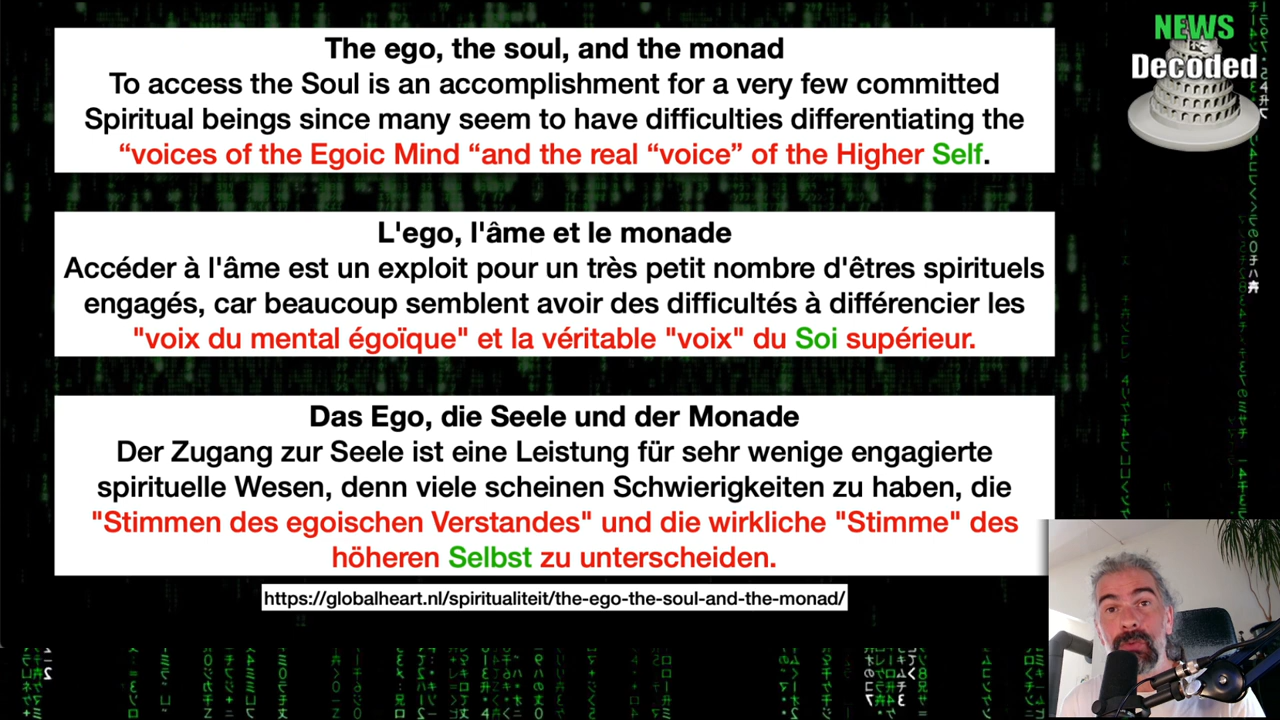 NEWS
Decoded
The ego, the soul, and the monad
To access the Soul is an accomplishment for a very few committed
Spiritual beings since many seem to have difficulties differentiating the
“voices of the Egoic Mind “and the real “voice” of the Higher Self.
L'ego, l'âme et le monade
Accéder à l'âme est un exploit pour un très petit nombre d'êtres spirituels
engagés, car beaucoup semblent avoir des difficultés à différencier les
"voix du mental égoïque" et la véritable "voix" du Soi supérieur.
Das Ego, die Seele und der Monade
Der Zugang zur Seele ist eine Leistung für sehr wenige engagierte
spirituelle Wesen, denn viele scheinen Schwierigkeiten zu haben, die
"Stimmen des egoischen Verstandes" und die wirkliche "Stimme" des
höheren Selbst zu unterscheiden.
https://globalheart.nl/spiritualiteit/the-ego-the-soul-and-the-monad/